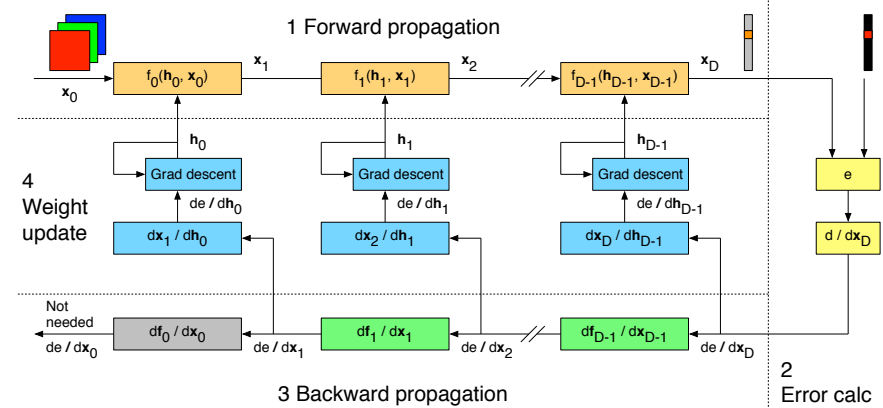 1 Forward propagation
x0
f0(h0, x0)
x1
f1(h1, x1)
x2
fD-1(hD-1, xD-1)
xD
h0
h1
hD-1
4
Weight
update
Grad descent
Grad descent
Grad descent
e
de / dh0
de / dh1
de / dhD-1
dx1 / dh0
dx2 / dh1
dxD / dhD-1
d / dxD
Not
needed
de / dx0
df0 / dx0
de / dx1
df1 / dx1
de / dx2
dfD-1 / dxD-1
de / dxD
3 Backward propagation
2
Error calc